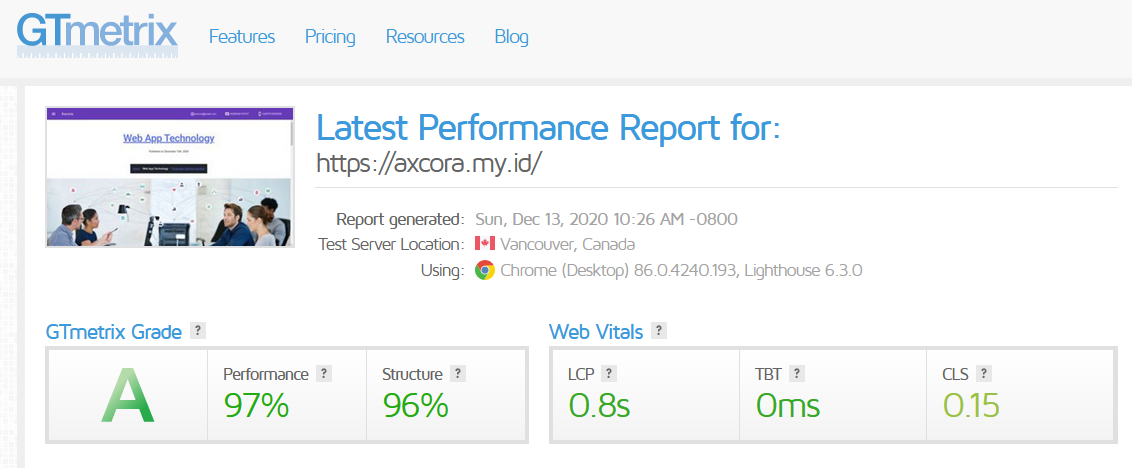 GTmetrix Features Pricing Resources Blog
Axcora
Web App Technology
Web App Technology
Latest Performance Report for:
https://axcora.my.id/
Report generated: Sun, Dec 13, 2020 10:26 AM -0800
Test Server Location: Vancouver, Canada
Using: Chrome (Desktop) 86.0.4240.193, Lighthouse 6.3.0
GTmetrix Grade ? Web Vitals ?
A
Performance ? Structure ? LCP ? TBT ? CLS ?
97% 96% 0.8s 0ms 0.15